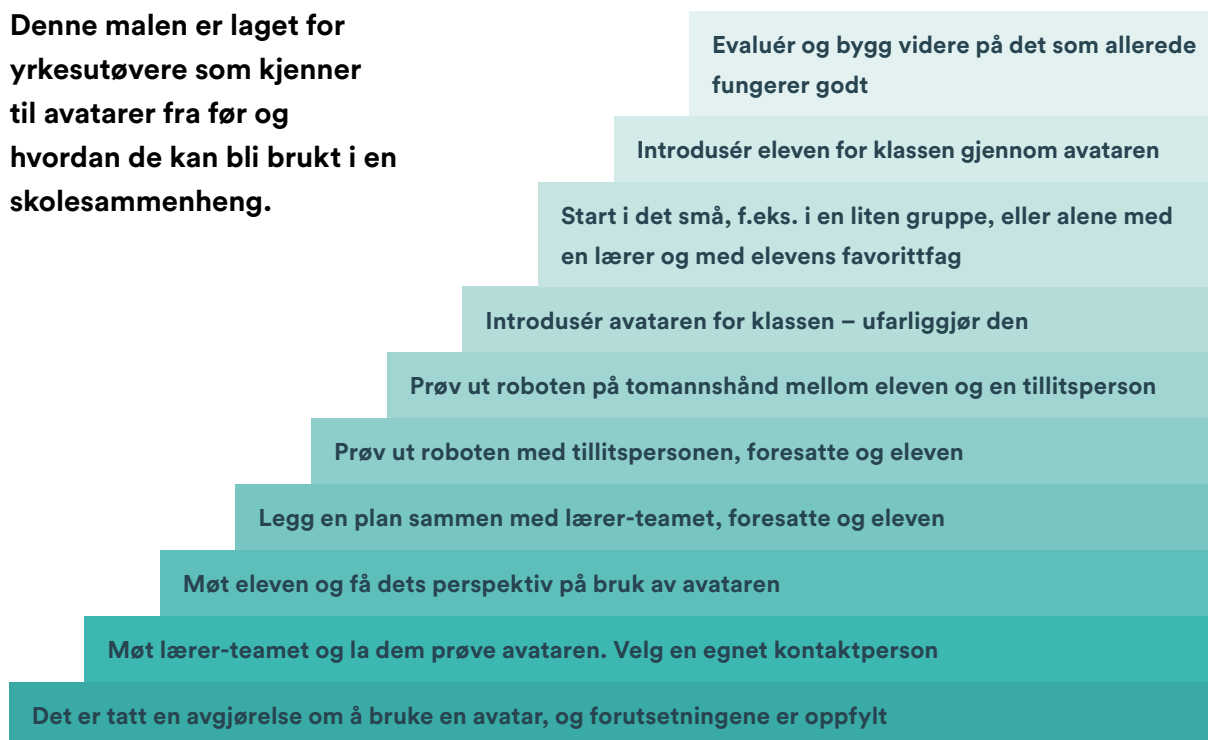 Denne malen er laget for
yrkesutøvere som kjenner
til avatarer fra før og
hvordan de kan bli brukt i en
skolesammenheng.
Evaluér og bygg videre på det som allerede
fungerer godt
Introdusér eleven for klassen gjennom avataren
Start i det små, f.eks. i en liten gruppe, eller alene med
en lærer og med elevens favorittfag
Introdusér avataren for klassen – ufarliggjør den
Prøv ut roboten på tomannshånd mellom eleven og en tillitsperson
Prøv ut roboten med tillitspersonen, foresatte og eleven
Legg en plan sammen med lærer-teamet, foresatte og eleven
Møt eleven og få dets perspektiv på bruk av avataren
Møt lærer-teamet og la dem prøve avataren. Velg en egnet kontaktperson
Det er tatt en avgjørelse om å bruke en avatar, og forutsetningene er oppfylt